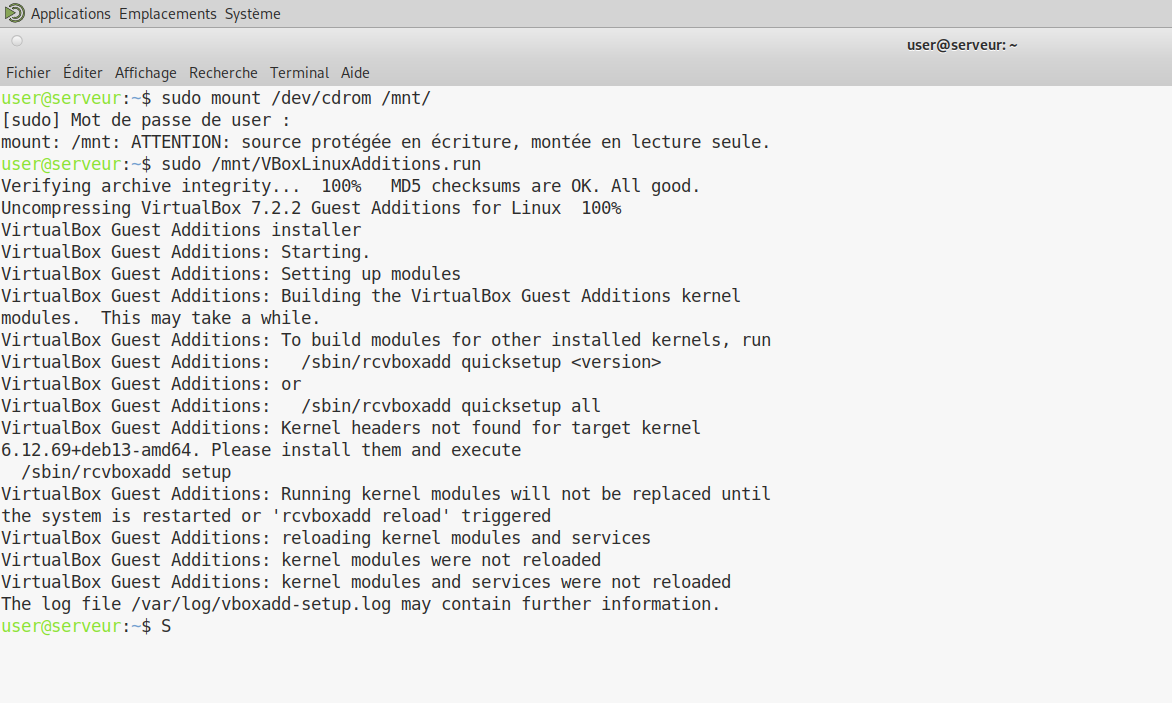 Applications Emplacements Système
user@serveur: ~
Fichier Éditer Affichage Recherche Terminal Aide
user@serveur:~$ sudo mount /dev/cdrom /mnt/
[sudo] Mot de passe de user :
mount: /mnt: ATTENTION: source protégée en écriture, montée en lecture seule.
user@serveur:~$ sudo /mnt/VBoxLinuxAdditions.run
Verifying archive integrity...  100%   MD5 checksums are OK. All good.
Uncompressing VirtualBox 7.2.2 Guest Additions for Linux  100%
VirtualBox Guest Additions installer
VirtualBox Guest Additions: Starting.
VirtualBox Guest Additions: Setting up modules
VirtualBox Guest Additions: Building the VirtualBox Guest Additions kernel
modules.  This may take a while.
VirtualBox Guest Additions: To build modules for other installed kernels, run
VirtualBox Guest Additions:   /sbin/rcvboxadd quicksetup <version>
VirtualBox Guest Additions: or
VirtualBox Guest Additions:   /sbin/rcvboxadd quicksetup all
VirtualBox Guest Additions: Kernel headers not found for target kernel
6.12.69+deb13-amd64. Please install them and execute
  /sbin/rcvboxadd setup
VirtualBox Guest Additions: Running kernel modules will not be replaced until
the system is restarted or 'rcvboxadd reload' triggered
VirtualBox Guest Additions: reloading kernel modules and services
VirtualBox Guest Additions: kernel modules were not reloaded
VirtualBox Guest Additions: kernel modules and services were not reloaded
The log file /var/log/vboxadd-setup.log may contain further information.
user@serveur:~$ S